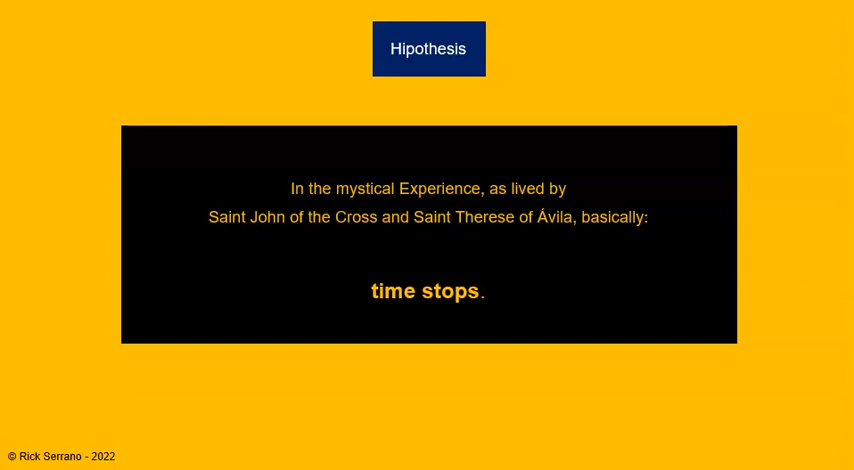 Hipothesis
In the mystical Experience, as lived by
Saint John of the Cross and Saint Therese of Ávila, basically:
time stops.
© Rick Serrano - 2022